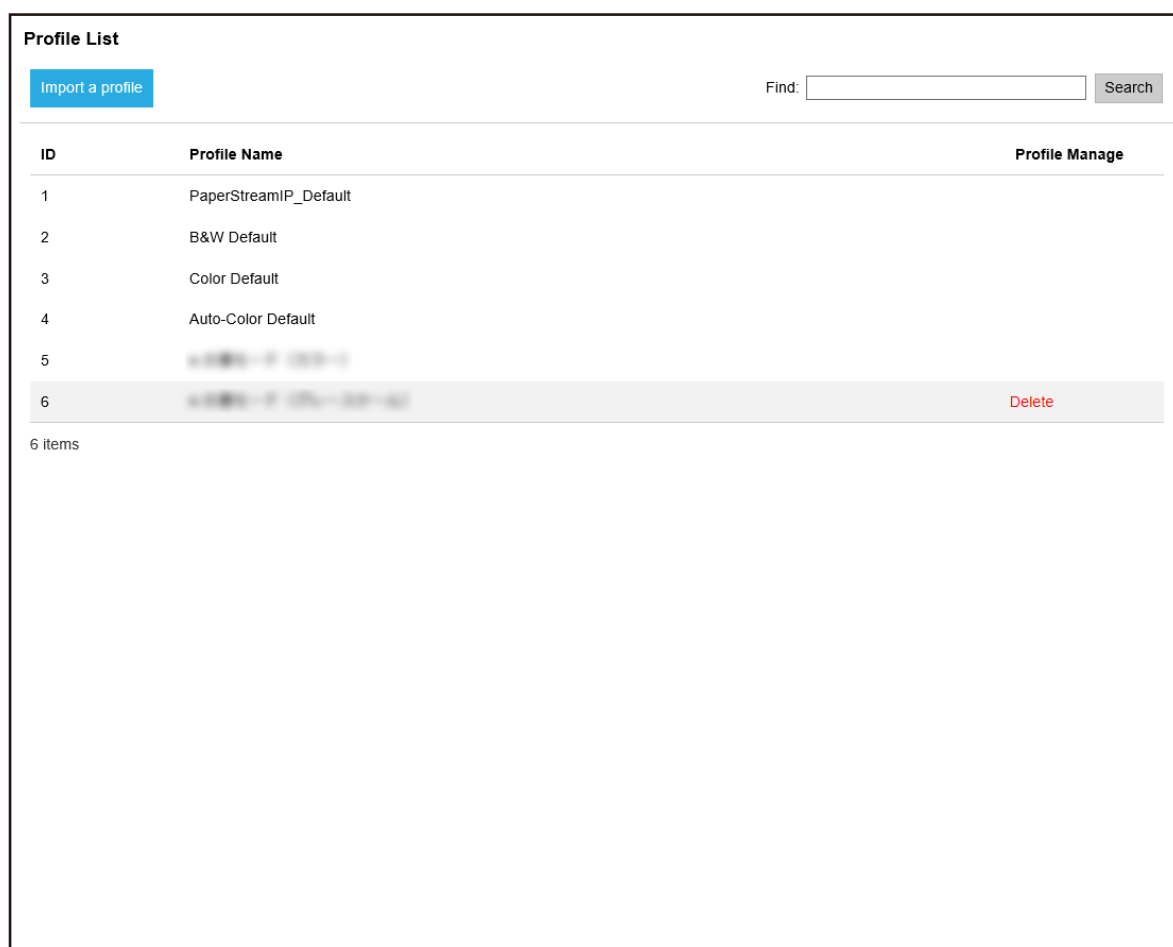 Profile List
Import a profile Find: Search
ID Profile Name Profile Manage
1 PaperStreamIP_Default
2 B&W Default
3 Color Default
4 Auto-Color Default
5
6 Delete
6 items